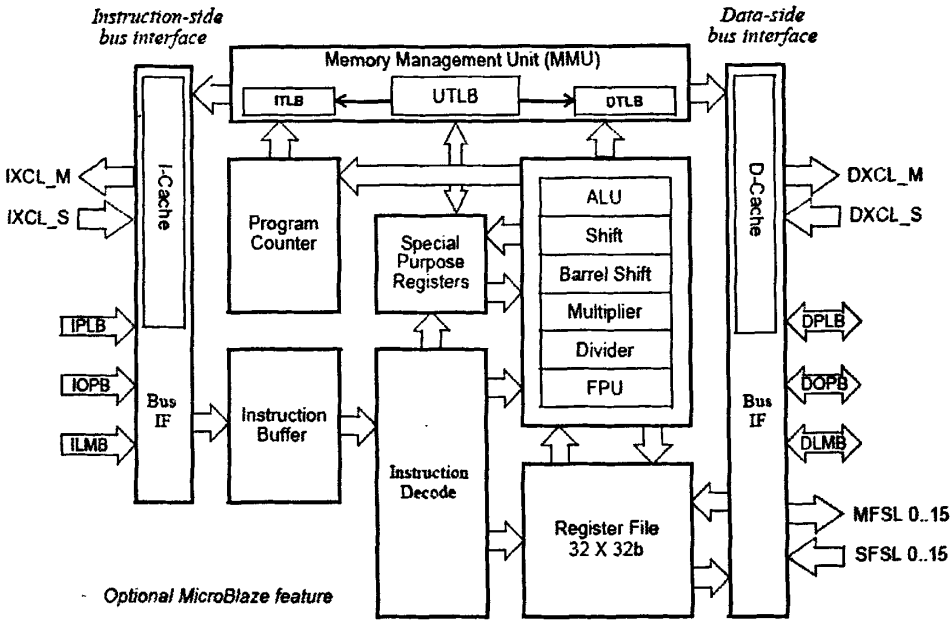 Instruction-side
bus interface
Data-side
bus interface
Memory Management Unit (MMU)
ITLB
UTLB
DTLB
IXCL_M
IXCL_S
I-Cache
Program
Counter
Special
Purpose
Registers
ALU
Shift
Barrel Shift
Multiplier
Divider
FPU
D-Cache
DXCL_M
DXCL_S
IPLB
IOPB
ILMB
Bus
IF
Instruction
Buffer
Instruction
Decode
Register File
32 X 32b
Bus
IF
DPLB
DOPB
DLMB
MFSL 0..15
SFSL 0..15
- Optional MicroBlaze feature